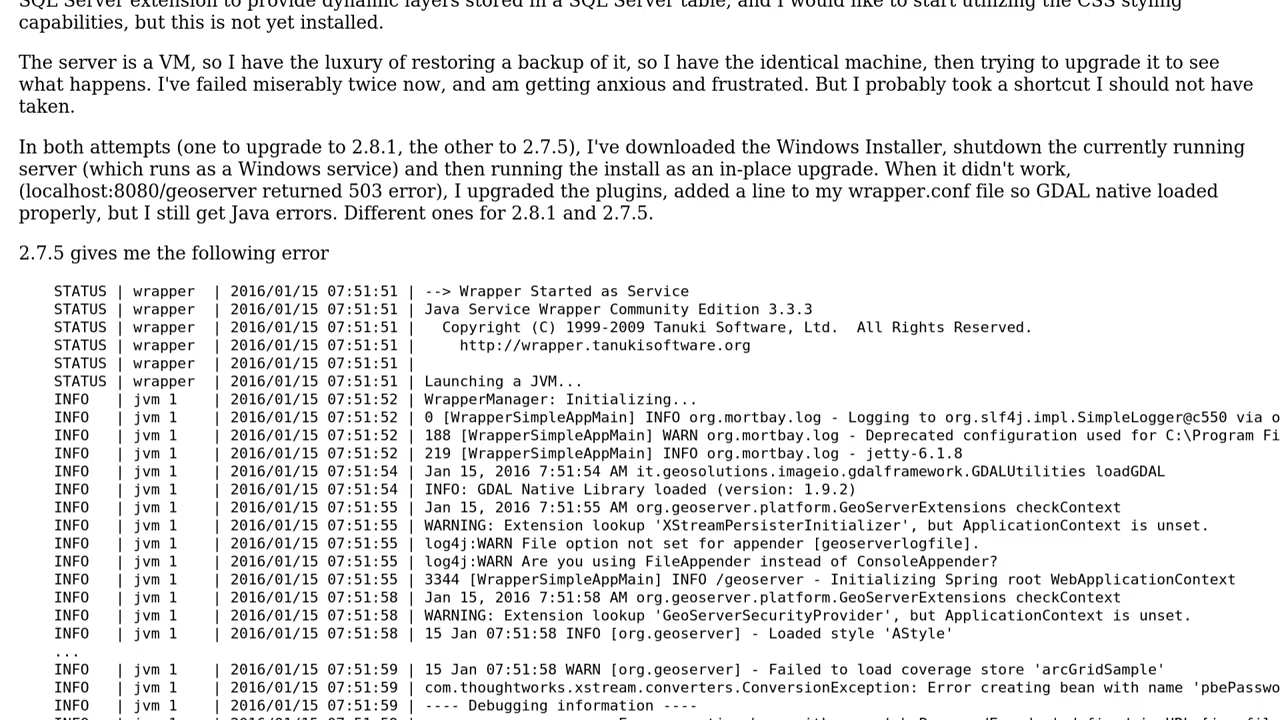 SQL Server extension to provide dynamic layers stored in a SQL Server table, and I would like to start utilizing the CSS styling
capabilities, but this is not yet installed.
The server is a VM, so I have the luxury of restoring a backup of it, so I have the identical machine, then trying to upgrade it to see
what happens. I've failed miserably twice now, and am getting anxious and frustrated. But I probably took a shortcut I should not have
taken.
In both attempts (one to upgrade to 2.8.1, the other to 2.7.5), I've downloaded the Windows Installer, shutdown the currently running
server (which runs as a Windows service) and then running the install as an in-place upgrade. When it didn't work,
(localhost:8080/geoserver returned 503 error), I upgraded the plugins, added a line to my wrapper.conf file so GDAL native loaded
properly, but I still get Java errors. Different ones for 2.8.1 and 2.7.5.
2.7.5 gives me the following error
STATUS | wrapper  | 2016/01/15 07:51:51 | --> Wrapper Started as Service
STATUS | wrapper  | 2016/01/15 07:51:51 | Java Service Wrapper Community Edition 3.3.3
STATUS | wrapper  | 2016/01/15 07:51:51 |   Copyright (C) 1999-2009 Tanuki Software, Ltd.  All Rights Reserved.
STATUS | wrapper  | 2016/01/15 07:51:51 |     http://wrapper.tanukisoftware.org
STATUS | wrapper  | 2016/01/15 07:51:51 |
STATUS | wrapper  | 2016/01/15 07:51:51 | Launching a JVM...
INFO   | jvm 1    | 2016/01/15 07:51:52 | WrapperManager: Initializing...
INFO   | jvm 1    | 2016/01/15 07:51:52 | 0 [WrapperSimpleAppMain] INFO org.mortbay.log - Logging to org.slf4j.impl.SimpleLogger@c550 via o
INFO   | jvm 1    | 2016/01/15 07:51:52 | 188 [WrapperSimpleAppMain] WARN org.mortbay.log - Deprecated configuration used for C:\Program Fi
INFO   | jvm 1    | 2016/01/15 07:51:52 | 219 [WrapperSimpleAppMain] INFO org.mortbay.log - jetty-6.1.8
INFO   | jvm 1    | 2016/01/15 07:51:54 | Jan 15, 2016 7:51:54 AM it.geosolutions.imageio.gdalframework.GDALUtilities loadGDAL
INFO   | jvm 1    | 2016/01/15 07:51:54 | INFO: GDAL Native Library loaded (version: 1.9.2)
INFO   | jvm 1    | 2016/01/15 07:51:55 | Jan 15, 2016 7:51:55 AM org.geoserver.platform.GeoServerExtensions checkContext
INFO   | jvm 1    | 2016/01/15 07:51:55 | WARNING: Extension lookup 'XStreamPersisterInitializer', but ApplicationContext is unset.
INFO   | jvm 1    | 2016/01/15 07:51:55 | log4j:WARN File option not set for appender [geoserverlogfile].
INFO   | jvm 1    | 2016/01/15 07:51:55 | log4j:WARN Are you using FileAppender instead of ConsoleAppender?
INFO   | jvm 1    | 2016/01/15 07:51:55 | 3344 [WrapperSimpleAppMain] INFO /geoserver - Initializing Spring root WebApplicationContext
INFO   | jvm 1    | 2016/01/15 07:51:58 | Jan 15, 2016 7:51:58 AM org.geoserver.platform.GeoServerExtensions checkContext
INFO   | jvm 1    | 2016/01/15 07:51:58 | WARNING: Extension lookup 'GeoServerSecurityProvider', but ApplicationContext is unset.
INFO   | jvm 1    | 2016/01/15 07:51:58 | 15 Jan 07:51:58 INFO [org.geoserver] - Loaded style 'AStyle'
...
INFO   | jvm 1    | 2016/01/15 07:51:59 | 15 Jan 07:51:58 WARN [org.geoserver] - Failed to load coverage store 'arcGridSample'
INFO   | jvm 1    | 2016/01/15 07:51:59 | com.thoughtworks.xstream.converters.ConversionException: Error creating bean with name 'pbePasswo
INFO   | jvm 1    | 2016/01/15 07:51:59 | ---- Debugging information ----